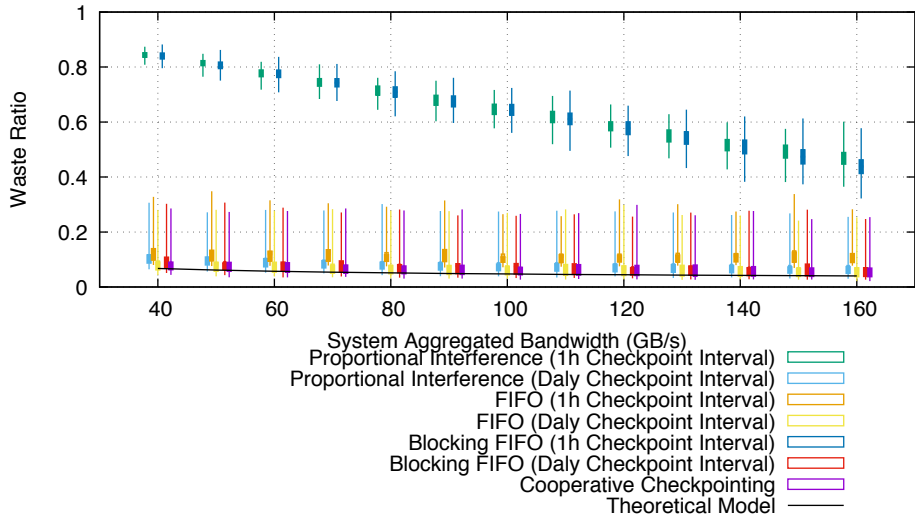 1
0.8
0.6
0.4
0.2
0
Waste Ratio
40 60 80 100 120 140 160
System Aggregated Bandwidth (GB/s)
Proportional Interference (1h Checkpoint Interval)
Proportional Interference (Daly Checkpoint Interval)
FIFO (1h Checkpoint Interval)
FIFO (Daly Checkpoint Interval)
Blocking FIFO (1h Checkpoint Interval)
Blocking FIFO (Daly Checkpoint Interval)
Cooperative Checkpointing
Theoretical Model